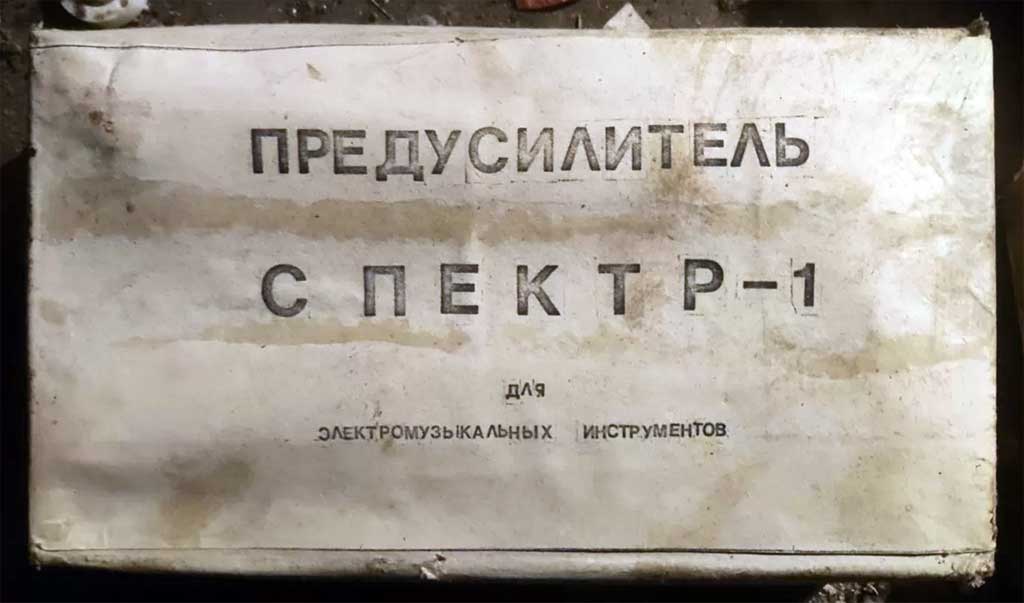 ПРЕДУСИЛИТЕЛЬ
СПЕКТР-1
ДЛЯ
ЭЛЕКТРОМУЗЫКАЛЬНЫХ ИНСТРУМЕНТОВ